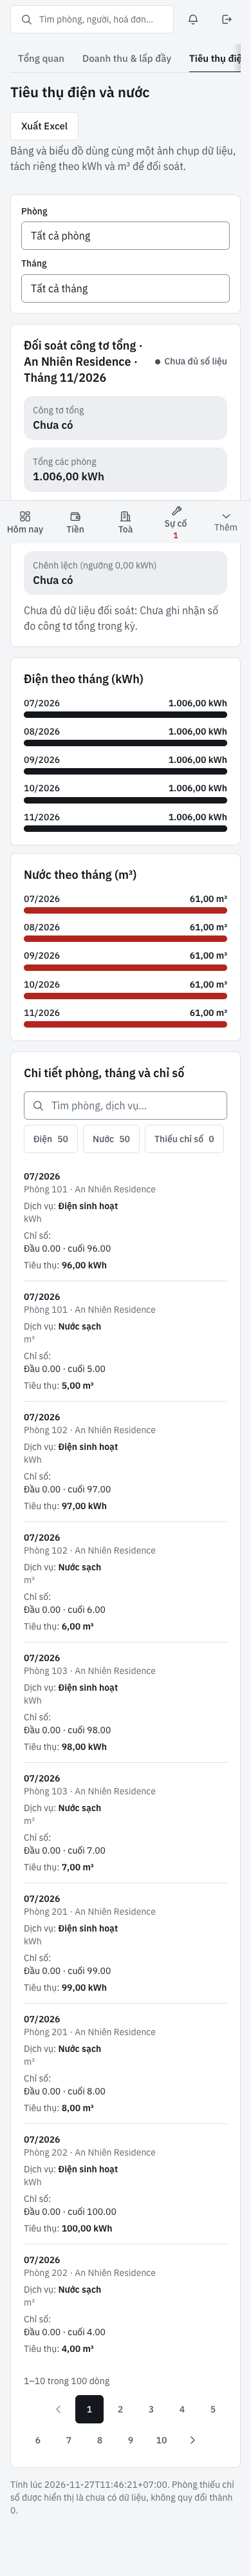 Tìm phòng, người, hoá đơn...
Tổng quan Doanh thu & lấp đầy Tiêu thụ điệ
Tiêu thụ điện và nước
Xuất Excel
Bảng và biểu đồ dùng cùng một ảnh chụp dữ liệu,
tách riêng theo kWh và m³ để đối soát.
Phòng
Tất cả phòng
Tháng
Tất cả tháng
Đối soát công tơ tổng ·
An Nhiên Residence ·
Tháng 11/2026
Chưa đủ số liệu
Công tơ tổng
Chưa có
Tổng các phòng
1.006,00 kWh
Hôm nay
Tiền
Toà
Sự cố
1
Thêm
Chênh lệch (ngưỡng 0,00 kWh)
Chưa có
Chưa đủ dữ liệu đối soát: Chưa ghi nhận số
đo công tơ tổng trong kỳ.
Điện theo tháng (kWh)
07/2026 1.006,00 kWh
08/2026 1.006,00 kWh
09/2026 1.006,00 kWh
10/2026 1.006,00 kWh
11/2026 1.006,00 kWh
Nước theo tháng (m³)
07/2026 61,00 m³
08/2026 61,00 m³
09/2026 61,00 m³
10/2026 61,00 m³
11/2026 61,00 m³
Chi tiết phòng, tháng và chỉ số
Tìm phòng, dịch vụ...
Điện 50 Nước 50 Thiếu chỉ số 0
07/2026
Phòng 101 · An Nhiên Residence
Dịch vụ: Điện sinh hoạt
kWh
Chỉ số:
Đầu 0.00 · cuối 96.00
Tiêu thụ: 96,00 kWh
07/2026
Phòng 101 · An Nhiên Residence
Dịch vụ: Nước sạch
m³
Chỉ số:
Đầu 0.00 · cuối 5.00
Tiêu thụ: 5,00 m³
07/2026
Phòng 102 · An Nhiên Residence
Dịch vụ: Điện sinh hoạt
kWh
Chỉ số:
Đầu 0.00 · cuối 97.00
Tiêu thụ: 97,00 kWh
07/2026
Phòng 102 · An Nhiên Residence
Dịch vụ: Nước sạch
m³
Chỉ số:
Đầu 0.00 · cuối 6.00
Tiêu thụ: 6,00 m³
07/2026
Phòng 103 · An Nhiên Residence
Dịch vụ: Điện sinh hoạt
kWh
Chỉ số:
Đầu 0.00 · cuối 98.00
Tiêu thụ: 98,00 kWh
07/2026
Phòng 103 · An Nhiên Residence
Dịch vụ: Nước sạch
m³
Chỉ số:
Đầu 0.00 · cuối 7.00
Tiêu thụ: 7,00 m³
07/2026
Phòng 201 · An Nhiên Residence
Dịch vụ: Điện sinh hoạt
kWh
Chỉ số:
Đầu 0.00 · cuối 99.00
Tiêu thụ: 99,00 kWh
07/2026
Phòng 201 · An Nhiên Residence
Dịch vụ: Nước sạch
m³
Chỉ số:
Đầu 0.00 · cuối 8.00
Tiêu thụ: 8,00 m³
07/2026
Phòng 202 · An Nhiên Residence
Dịch vụ: Điện sinh hoạt
kWh
Chỉ số:
Đầu 0.00 · cuối 100.00
Tiêu thụ: 100,00 kWh
07/2026
Phòng 202 · An Nhiên Residence
Dịch vụ: Nước sạch
m³
Chỉ số:
Đầu 0.00 · cuối 4.00
Tiêu thụ: 4,00 m³
1–10 trong 100 dòng
1 2 3 4 5
6 7 8 9 10
Tính lúc 2026-11-27T11:46:21+07:00. Phòng thiếu chỉ
số được hiển thị là chưa có dữ liệu, không quy đổi thành
0.